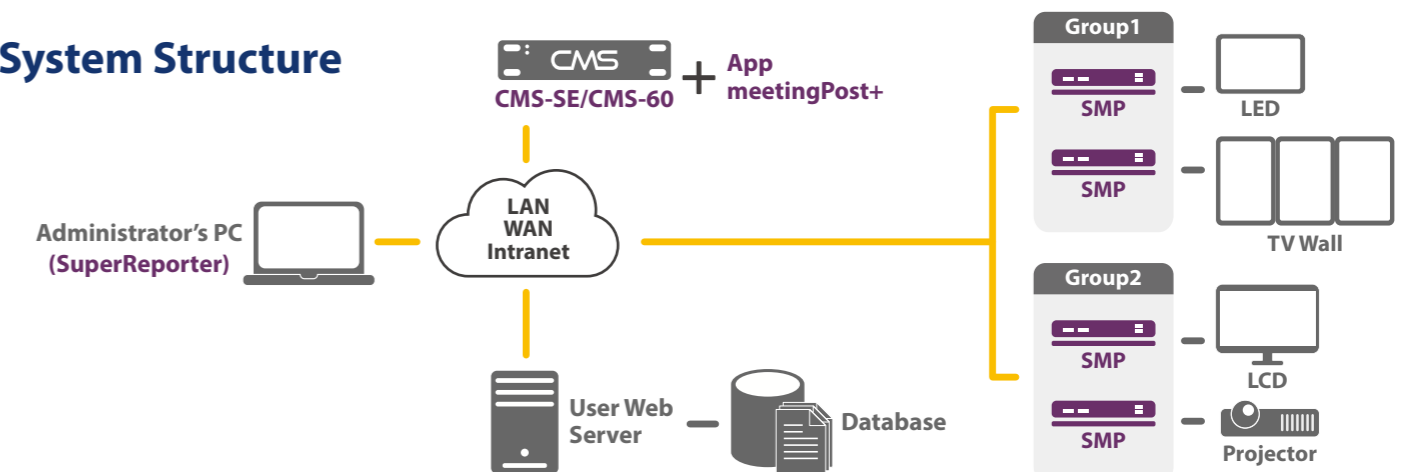 System Structure
CMS
CMS-SE/CMS-60
App
meetingPost+
LAN
WAN
Intranet
Administrator's PC
(SuperReporter)
User Web
Server
Database
Group1
SMP
LED
SMP
TV Wall
Group2
SMP
LCD
SMP
Projector